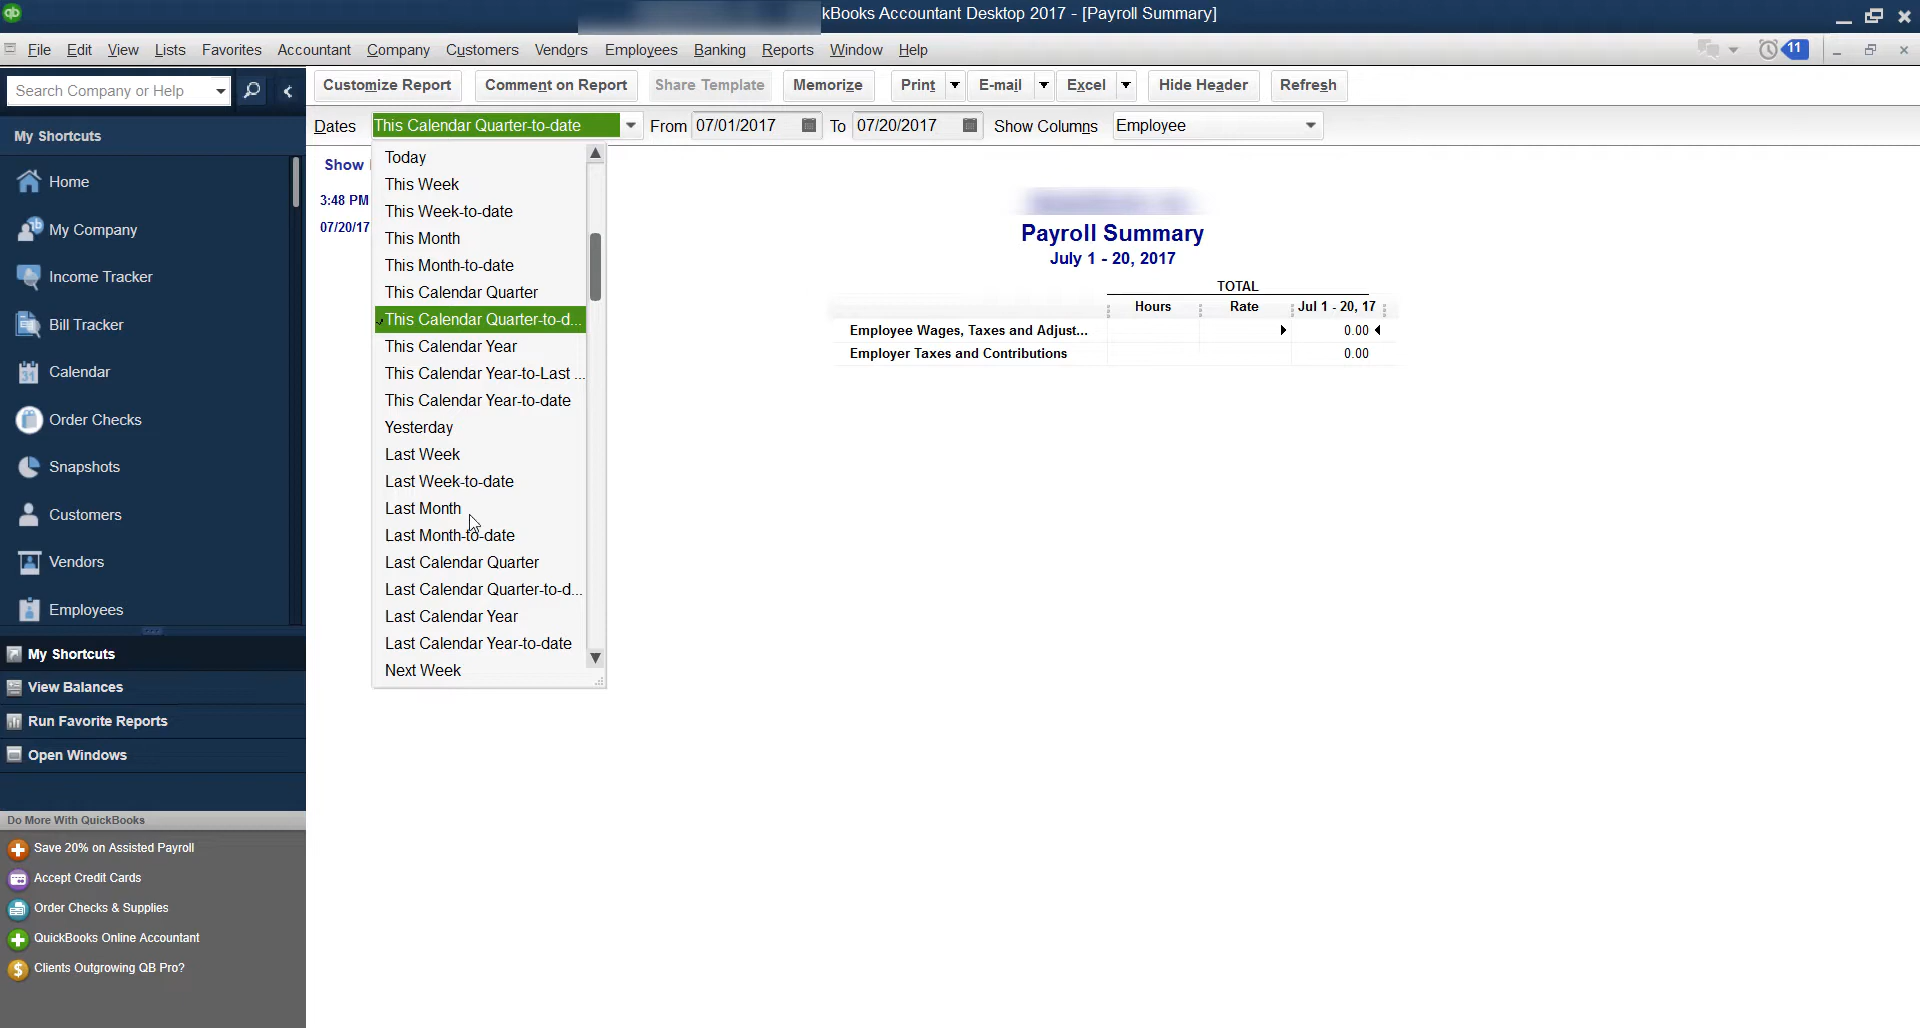 kBooks Accountant Desktop 2017 - [Payroll Summary]
File Edit View Lists Favorites Accountant Company Customers Vendors Employees Banking Reports Window Help
11
Search Company or Help
Customize Report Comment on Report Share Template Memorize Print E-mail Excel Hide Header Refresh
Dates This Calendar Quarter-to-date From 07/01/2017 To 07/20/2017 Show Columns Employee
My Shortcuts
Home
My Company
Income Tracker
Bill Tracker
31
Calendar
Order Checks
Snapshots
Customers
Vendors
Employees
My Shortcuts
View Balances
Run Favorite Reports
Open Windows
Do More With QuickBooks
Save 20% on Assisted Payroll
Accept Credit Cards
Order Checks & Supplies
QuickBooks Online Accountant
Clients Outgrowing QB Pro?
Show
3:48 PM
07/20/17
Today
This Week
This Week-to-date
This Month
This Month-to-date
This Calendar Quarter
This Calendar Quarter-to-d...
This Calendar Year
This Calendar Year-to-Last ...
This Calendar Year-to-date
Yesterday
Last Week
Last Week-to-date
Last Month
Last Month-to-date
Last Calendar Quarter
Last Calendar Quarter-to-d...
Last Calendar Year
Last Calendar Year-to-date
Next Week
Payroll Summary
July 1 - 20, 2017
TOTAL
Hours Rate Jul 1 - 20, 17
Employee Wages, Taxes and Adjust... 0.00
Employer Taxes and Contributions 0.00